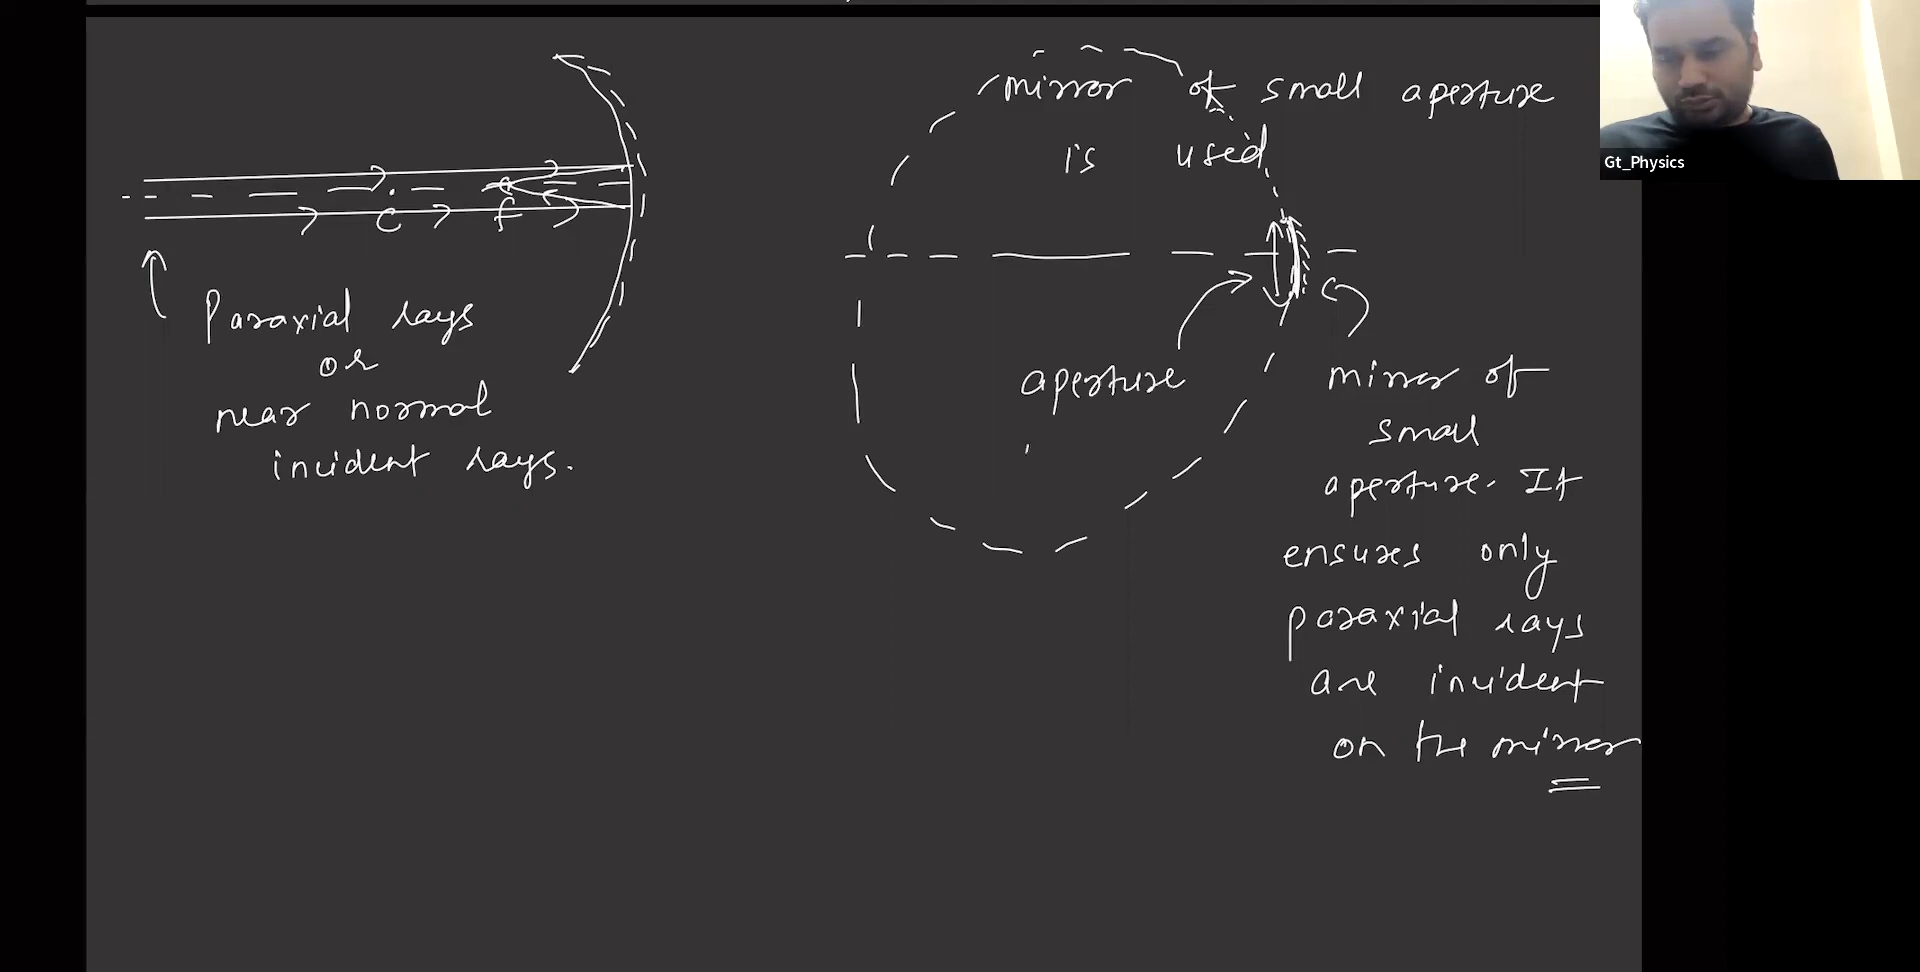 C
f
Paraxial rays
or
near normal
incident rays.
mirror of small aperture
is used
aperture
mirror of
small
aperture. It
ensures only
paraxial rays
are incident
on the mirror
Gt_Physics